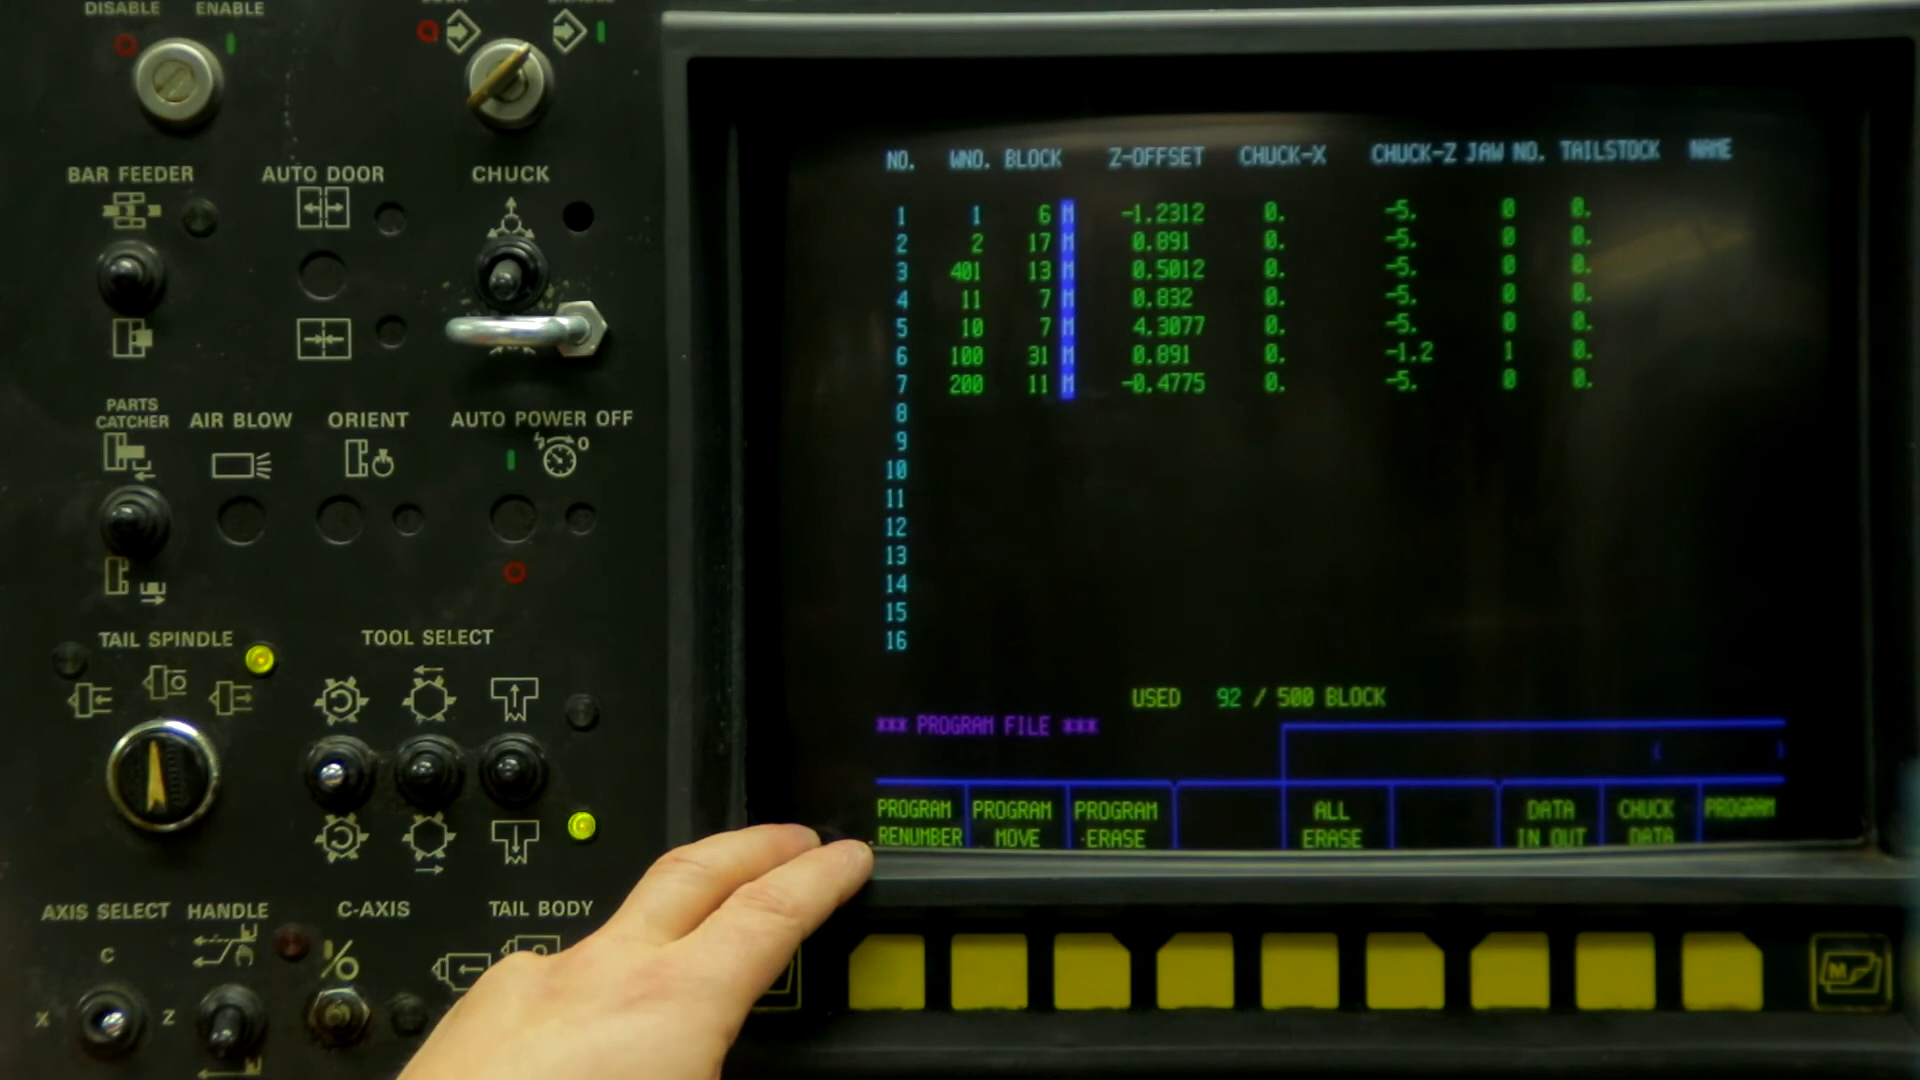 DISABLE ENABLE
BAR FEEDER AUTO DOOR CHUCK
PARTS
CATCHER AIR BLOW ORIENT AUTO POWER OFF
TAIL SPINDLE TOOL SELECT
AXIS SELECT HANDLE C-AXIS TAIL BODY
C
X Z
NO. WNO. BLOCK Z-OFFSET CHUCK-X CHUCK-Z JAW NO. TAILSTOCK NAME
1 1 6 M -1.2312 0. -5. 0 0.
2 2 17 M 0.891 0. -5. 0 0.
3 401 13 M 0.5012 0. -5. 0 0.
4 11 7 M 0.832 0. -5. 0 0.
5 10 7 M 4.3077 0. -5. 0 0.
6 100 31 M 0.891 0. -1.2 1 0.
7 200 11 M -0.4775 0. -5. 0 0.
8
9
10
11
12
13
14
15
16
USED 92 / 500 BLOCK
*** PROGRAM FILE ***
( )
PROGRAM PROGRAM PROGRAM ALL DATA CHUCK PROGRAM
RENUMBER MOVE ERASE ERASE IN OUT DATA
M